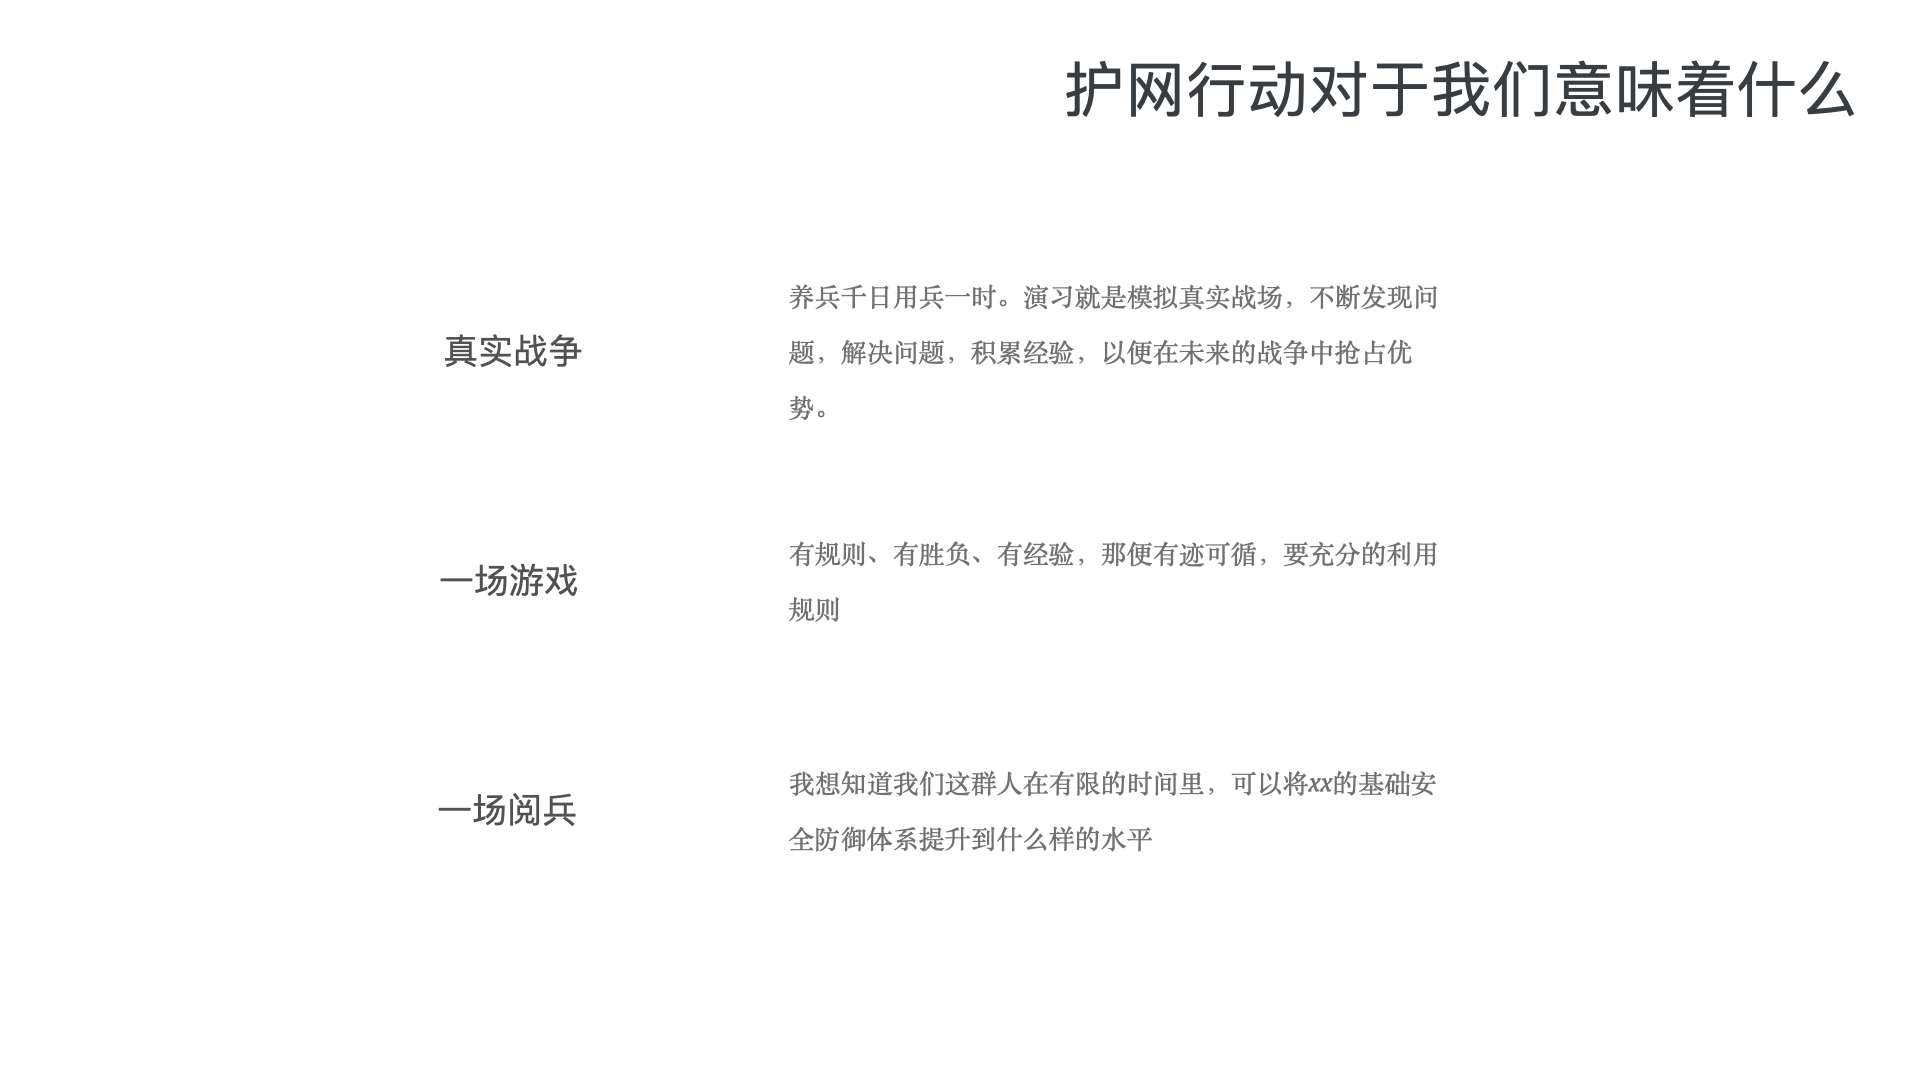 护网行动对于我们意味着什么
真实战争
养兵千日用兵一时。演习就是模拟真实战场，不断发现问
题，解决问题，积累经验，以便在未来的战争中抢占优
势。
一场游戏
有规则、有胜负、有经验，那便有迹可循，要充分的利用
规则
一场阅兵
我想知道我们这群人在有限的时间里，可以将xx的基础安
全防御体系提升到什么样的水平